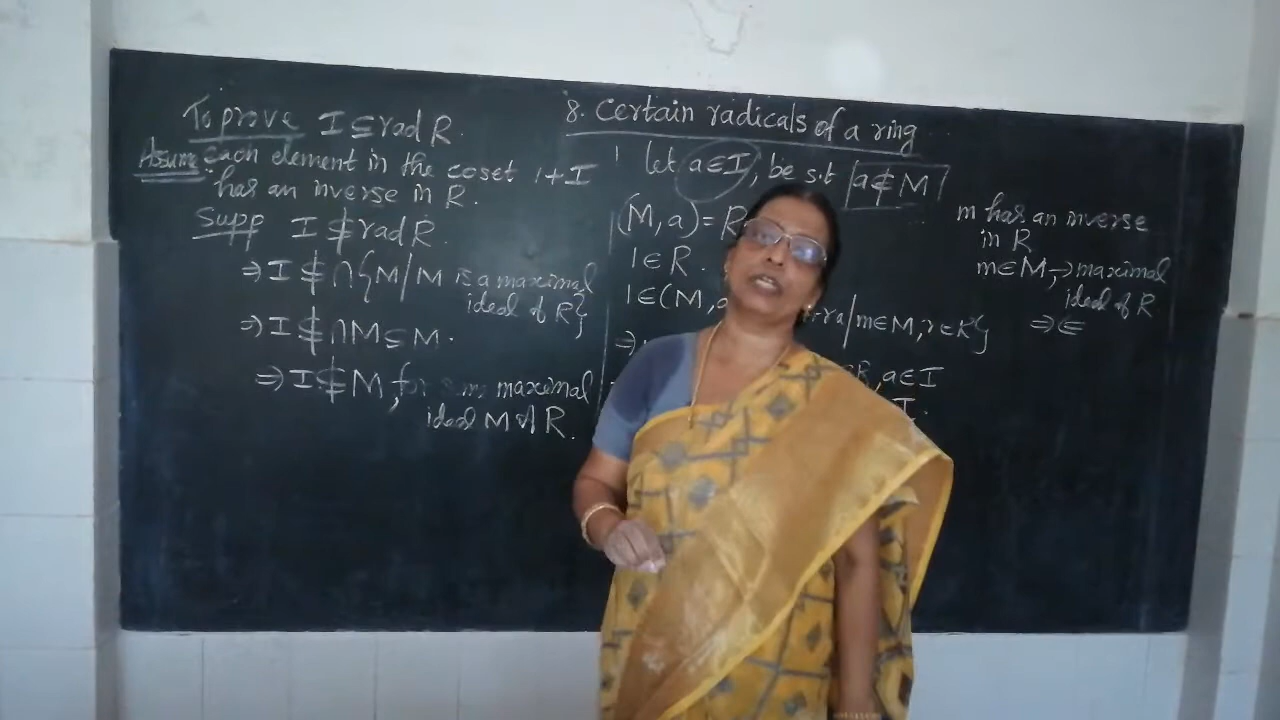 8. Certain radicals of a ring
To prove I ⊆ rad R.
Assume: Each element in the coset 1+I
has an inverse in R.
Supp I ⊈ rad R.
⇒ I ⊈ ∩{M/M is a maximal
ideal of R}
⇒ I ⊈ ∩M ⊆ M.
⇒ I ⊈ M, for maximal
ideal M of R.
let a∈I, be s.t a∉M
(M, a) = R
1∈R.
1∈(M, a +ra/m∈M, r∈R}
⇒
R, a∈I
I.
m has an inverse
in R
m∈M, → maximal
ideal of R
⇒⇐